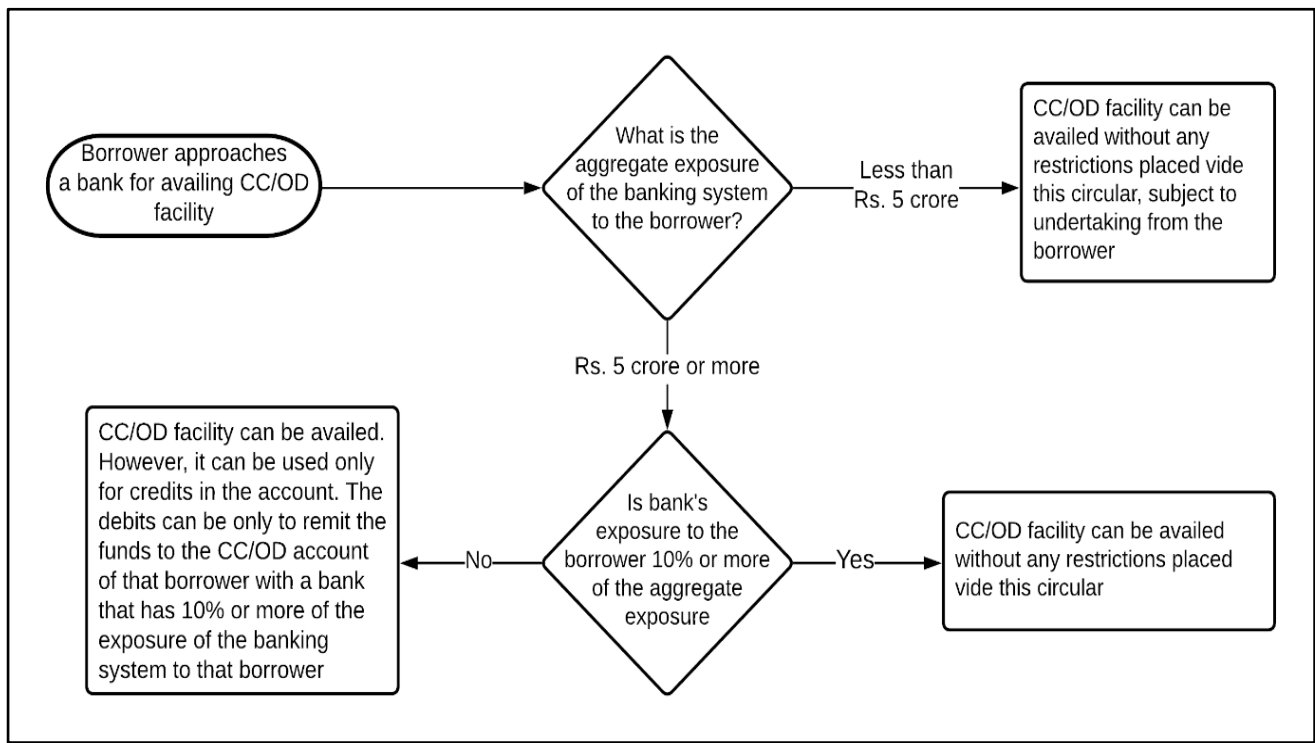 Borrower approaches
a bank for availing CC/OD
facility
What is the
aggregate exposure
of the banking system
to the borrower?
Less than
Rs. 5 crore
CC/OD facility can be
availed without any
restrictions placed vide
this circular, subject to
undertaking from the
borrower
Rs. 5 crore or more
CC/OD facility can be availed.
However, it can be used only
for credits in the account. The
debits can be only to remit the
funds to the CC/OD account
of that borrower with a bank
that has 10% or more of the
exposure of the banking
system to that borrower
No
Is bank's
exposure to the
borrower 10% or more
of the aggregate
exposure
Yes
CC/OD facility can be availed
without any restrictions placed
vide this circular